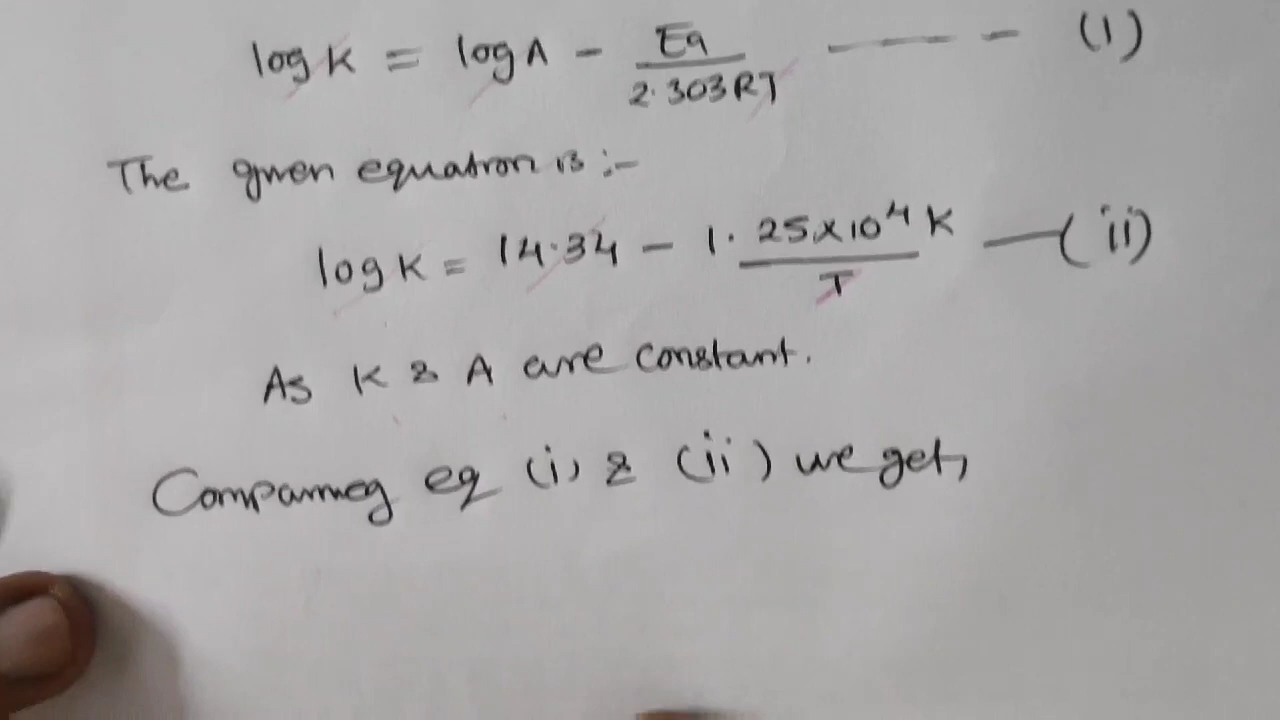 log K = log A - Ea / 2.303RT ------ (1)
The given equation is :-
log K = 14.34 - 1.25×10⁴ K / T —(ii)
As K & A are constant.
Comparing eq (i) & (ii) we get,